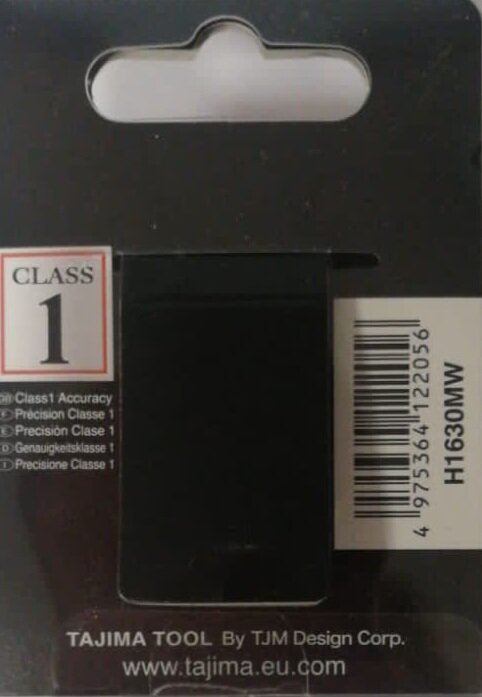 CLASS
1
GB Class1 Accuracy
F Précision Classe 1
E Precisión Clase 1
D Genauigkeitsklasse 1
I Precisione Classe 1
4 975364 122056
H1630MW
TAJIMA TOOL By TJM Design Corp.
www.tajima.eu.com